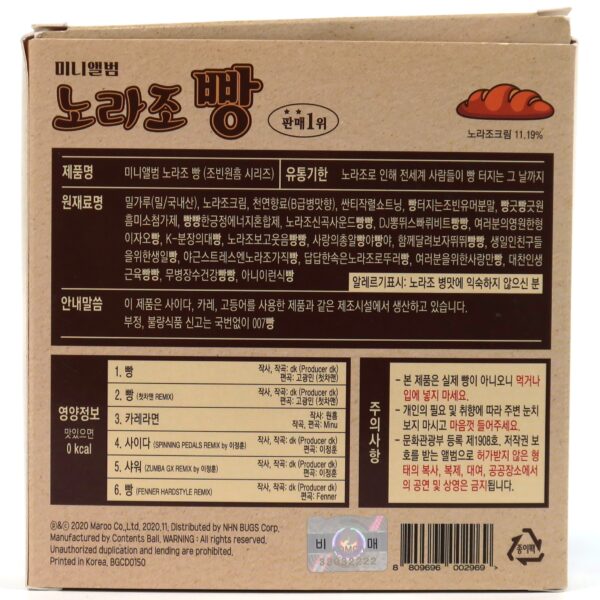 미니앨범
노라조 빵
판매 1위
노라조크림 11.19%
제품명
미니앨범 노라조 빵 (조빈원흠 시리즈)
유통기한
노라조로 인해 전세계 사람들이 빵 터지는 그 날까지
원재료명
밀가루(밀/국내산), 노라조원흠, 천연향료(B급병맛향), 싼티작렬쇼트닝, 빵터지는조빈유머분말, 빵긋빵긋원
흠미소첨가제, 빵빵한긍정에너지혼합제, 노라조신곡사운드빵빵, DJ뽕뛰스빠뤼비트빵빵, 여러분의영원한형
이자오빵, K-분장의대빵, 노라조보고웃음빵빵, 사랑의총알빵야빵야, 함께달려보자뛰뛰빵빵, 생일인친구들
을위한생일빵, 야근스트레스엔노라조가직빵, 답답한속은노라조로뚜러빵, 여러분을위한사랑만빵, 대찬인생
근육빵빵, 무병장수건강빵빵, 아니이런식빵
알레르기표시: 노라조 병맛에 익숙하지 않으신 분
안내말씀
이 제품은 사이다, 카레, 고등어를 사용한 제품과 같은 제조시설에서 생산하고 있습니다.
부정, 불량식품 신고는 국번없이 007빵
영양정보
맛있으면
0 kcal
1. 빵
작사, 작곡: dk (Producer dk)
편곡: 고광인 (첫차맨)
2. 빵 (첫차맨 REMIX)
작사, 작곡: dk (Producer dk)
편곡: 고광인 (첫차맨)
3. 카레라면
작사: 원흠
작곡, 편곡: Minu
4. 사이다 (SPINNING PEDALS REMIX by 이정훈)
작사, 작곡: dk (Producer dk)
편곡: 이정훈
5. 샤워 (ZUMBA GX REMIX by 이정훈)
작사, 작곡: dk (Producer dk)
편곡: 이정훈
6. 빵 (FENNER HARDSTYLE REMIX)
작사, 작곡: dk (Producer dk)
편곡: Fenner
주의사항
- 본 제품은 실제 빵이 아니오니 먹거나
입에 넣지 마세요.
- 개인의 필요 및 취향에 따라 주변 눈치
보지 마시고 마음껏 들어주세요.
- 문화관광부 등록 제1908호. 저작권 보
호를 받는 앨범으로 허가받지 않은 형
태의 복사, 복제, 대여, 공공장소에서
의 공연 및 상영은 금지됩니다.
℗&© 2020 Maroo Co.,Ltd, 2020.11, Distributed by NHN BUGS Corp.
Manufactured by Contents Ball, WARNING : All rights reserved.
Unauthorized duplication and lending are prohibited.
Printed in Korea, BGCD0150
비 매
33032222
8 809696 002969
종이팩